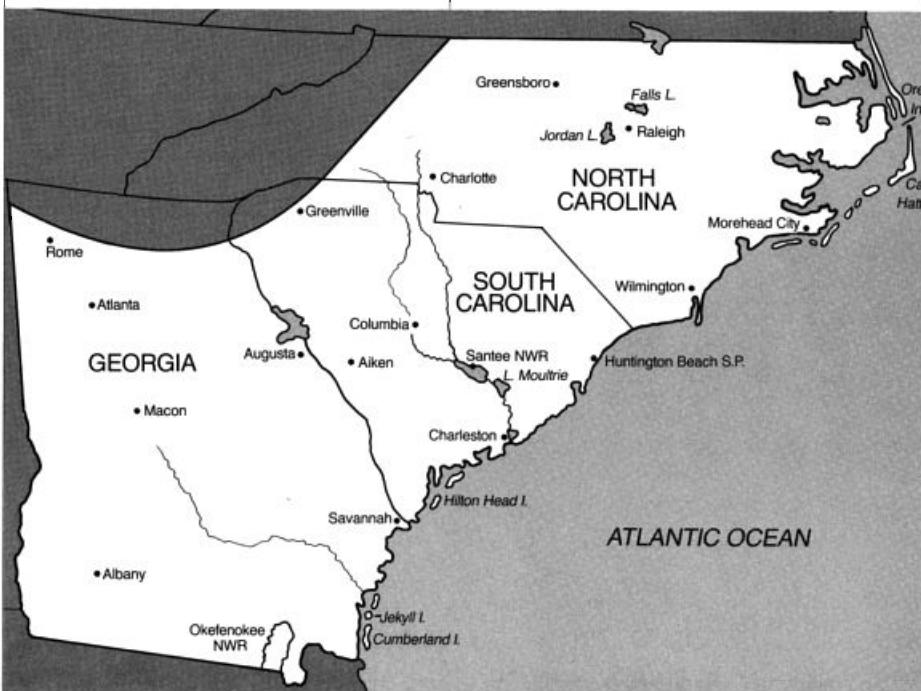 Greensboro
Falls L.
Jordan L.
Raleigh
Charlotte
NORTH
CAROLINA
Greenville
Morehead City
Rome
SOUTH
CAROLINA
Wilmington
Atlanta
Columbia
GEORGIA
Augusta
Aiken
Santee NWR
Huntington Beach S.P.
L. Moultrie
Macon
Charleston
Hilton Head I.
Savannah
ATLANTIC OCEAN
Albany
Jekyll I.
Okefenokee
NWR
Cumberland I.